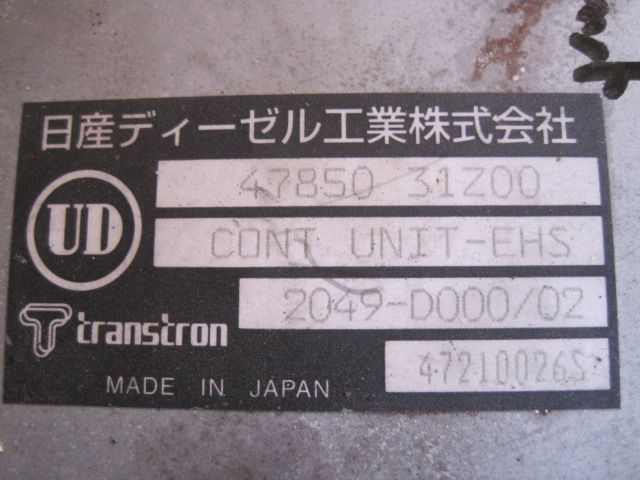 日産ディーゼル工業株式会社
47850 31Z00
UD
CONT UNIT-EHS
2049-D000/02
transtron
47210026S
MADE IN JAPAN